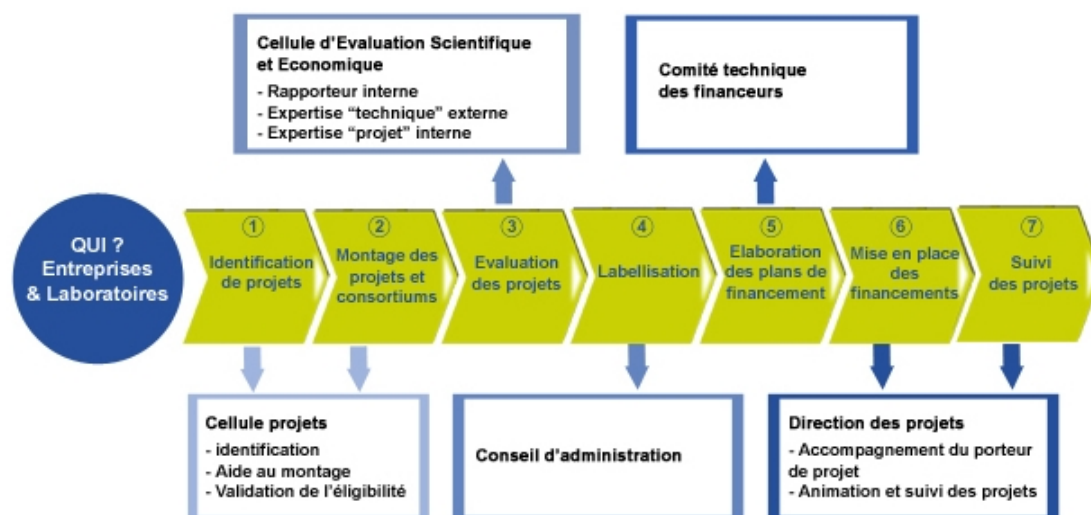 Cellule d'Evaluation Scientifique
et Economique
- Rapporteur interne
- Expertise "technique" externe
- Expertise "projet" interne
Comité technique
des financeurs
QUI ?
Entreprises
& Laboratoires
1
Identification
de projets
2
Montage des
projets et
consortiums
3
Evaluation
des projets
4
Labellisation
5
Elaboration
des plans de
financement
6
Mise en place
des
financements
7
Suivi
des projets
Cellule projets
- identification
- Aide au montage
- Validation de l'éligibilité
Conseil d'administration
Direction des projets
- Accompagnement du porteur
de projet
- Animation et suivi des projets